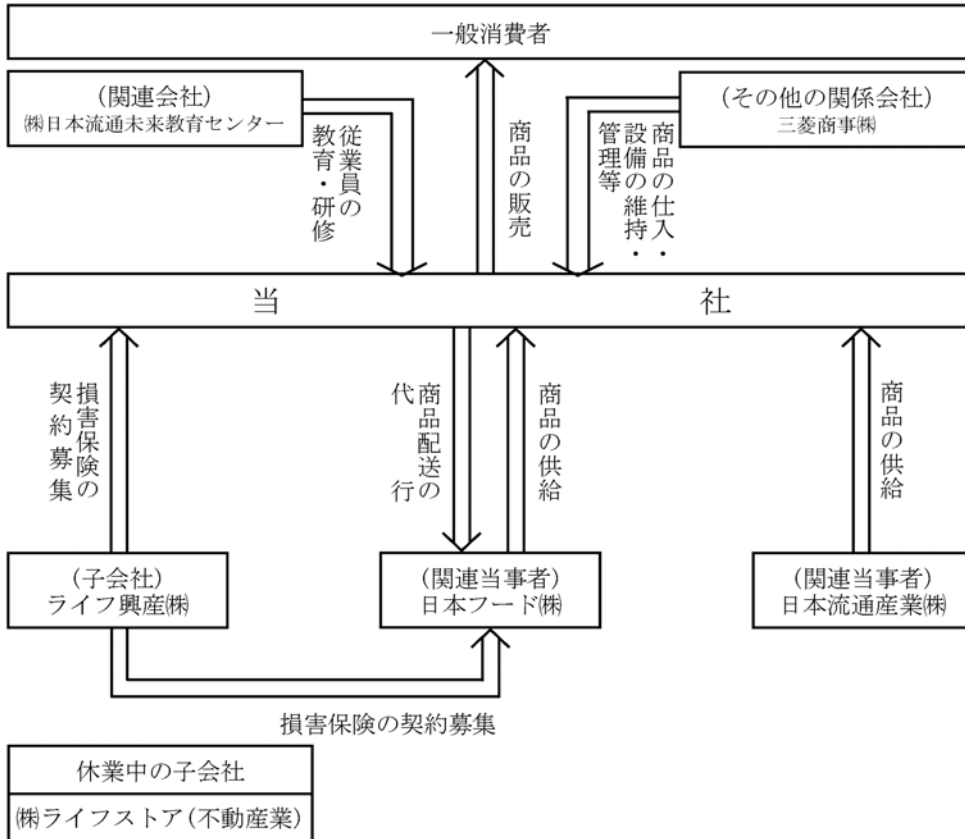 一般消費者
(関連会社)
㈱日本流通未来教育センター
(その他の関係会社)
三菱商事㈱
従業員の
教育・研修
商品の販売
商品の仕入・
設備の維持・
管理等
当社
損害保険の
契約募集
商品配送の
代行
商品の供給
商品の供給
(子会社)
ライフ興産㈱
(関連当事者)
日本フード㈱
(関連当事者)
日本流通産業㈱
損害保険の契約募集
休業中の子会社
㈱ライフストア(不動産業)